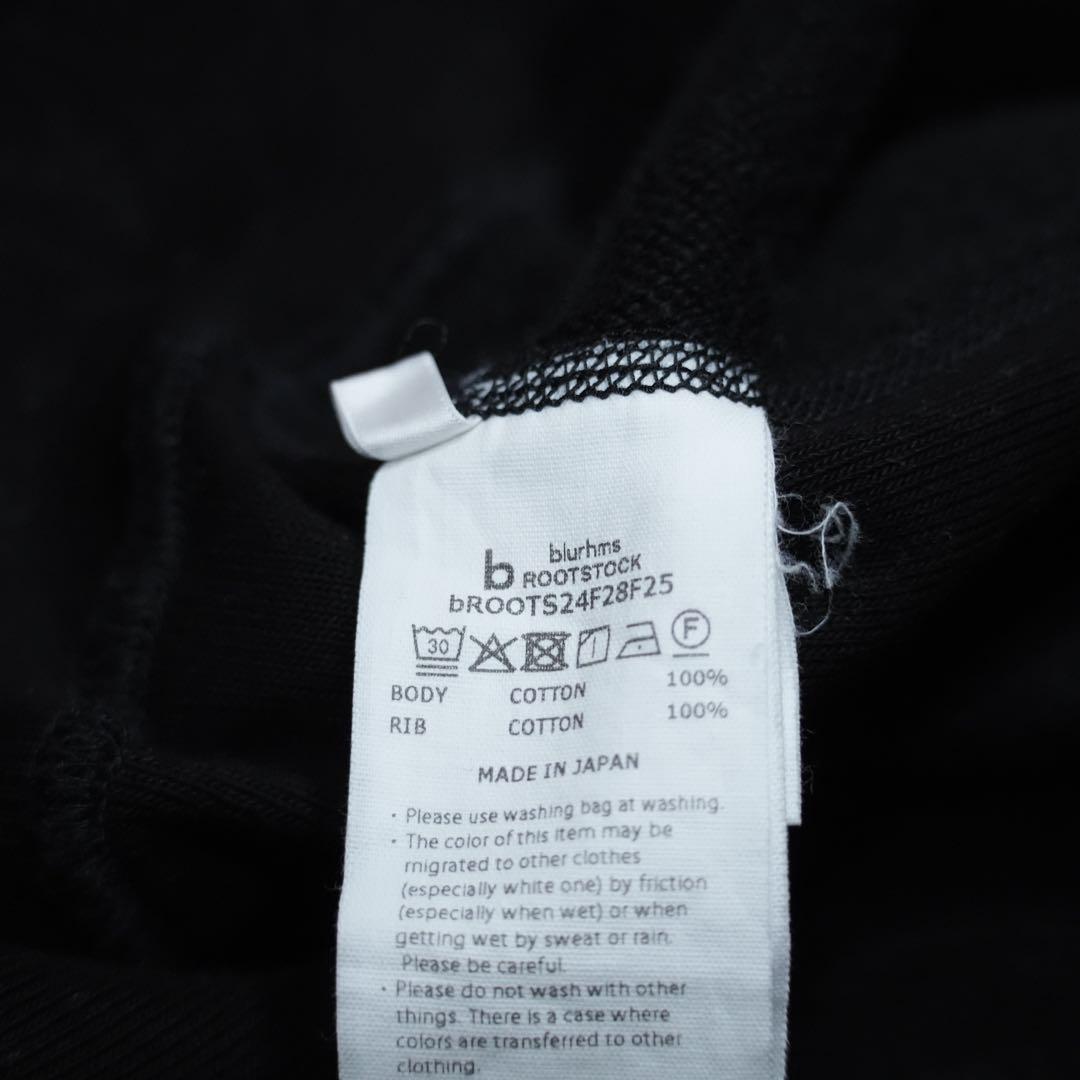 blurhms
b ROOTSTOCK
bROOTS24F28F25
30 F
BODY COTTON 100%
RIB COTTON 100%
MADE IN JAPAN
・Please use washing bag at washing.
・The color of this item may be
rnigrated to other clothes
(especially white one) by friction
(especially when wet) or when
getting wet by sweat or rain.
Please be careful.
・Please do not wash with other
things. There is a case where
colors are transferred to other
clothing.